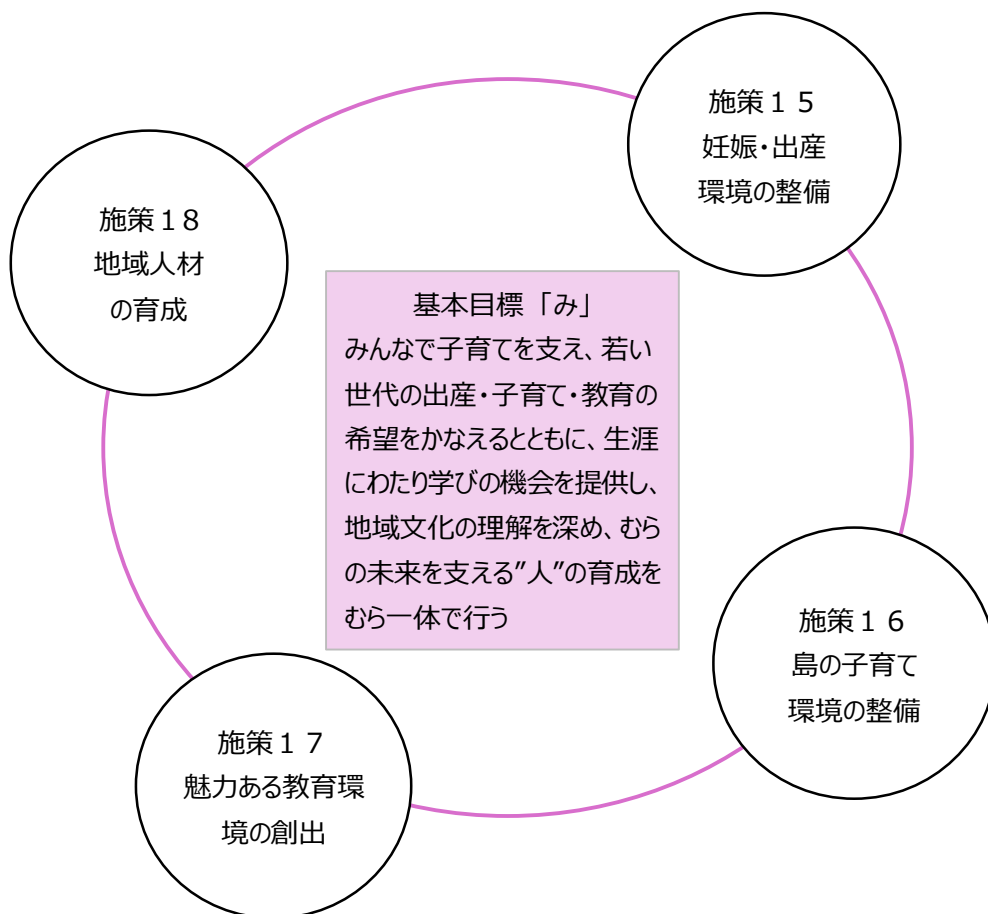 施策１５
妊娠・出産
環境の整備
施策18
地域人材
の育成
基本目標「み」
みんなで子育てを支え、若い
世代の出産・子育て・教育の
希望をかなえるとともに、生涯
にわたり学びの機会を提供し、
地域文化の理解を深め、むら
の未来を支える”人”の育成を
むら一体で行う
施策１６
島の子育て
環境の整備
施策１７
魅力ある教育環
境の創出